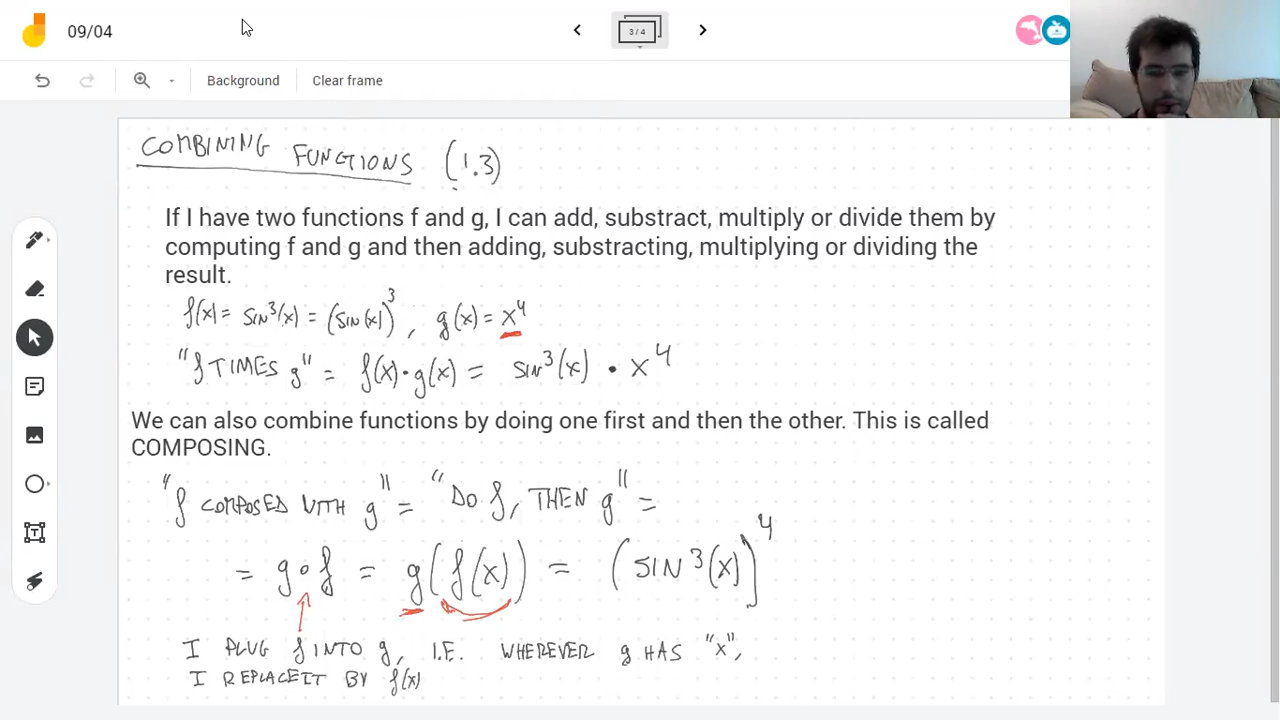 09/04
3 / 4
Background
Clear frame
COMBINING FUNCTIONS (1.3)
If I have two functions f and g, I can add, substract, multiply or divide them by
computing f and g and then adding, substracting, multiplying or dividing the
result.
f(x) = SIN³(x) = (SIN(x))³, g(x) = x⁴
"f TIMES g" = f(x)·g(x) = SIN³(x) · x⁴
We can also combine functions by doing one first and then the other. This is called
COMPOSING.
"f COMPOSED WITH g" = "DO f, THEN g" =
= g∘f = g(f(x)) = (SIN³(x))⁴
I PLUG f INTO g, I.E. WHEREVER g HAS "x",
I REPLACE IT BY f(x)